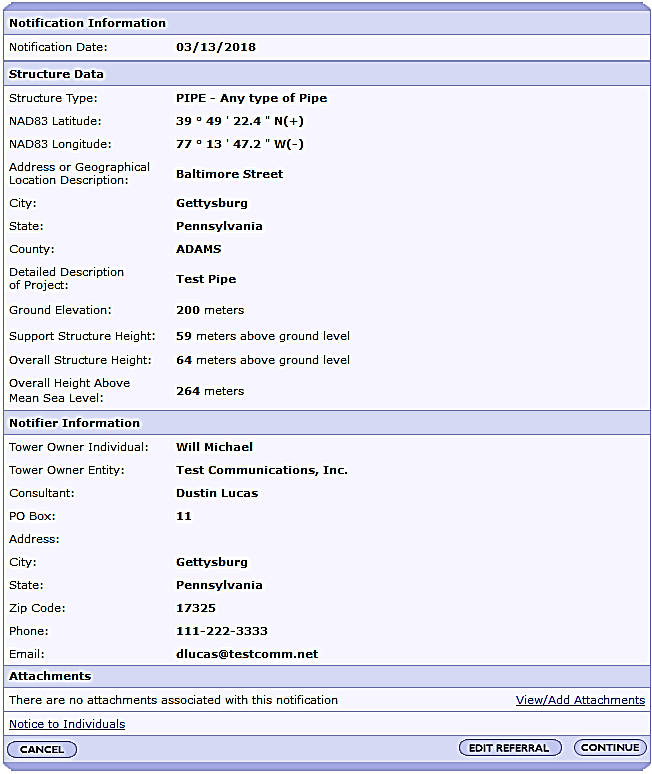 Notification Information
Notification Date: 03/13/2018
Structure Data
Structure Type: PIPE - Any type of Pipe
NAD83 Latitude: 39 ° 49 ' 22.4 " N(+)
NAD83 Longitude: 77 ° 13 ' 47.2 " W(-)
Address or Geographical
Location Description: Baltimore Street
City: Gettysburg
State: Pennsylvania
County: ADAMS
Detailed Description
of Project: Test Pipe
Ground Elevation: 200 meters
Support Structure Height: 59 meters above ground level
Overall Structure Height: 64 meters above ground level
Overall Height Above
Mean Sea Level: 264 meters
Notifier Information
Tower Owner Individual: Will Michael
Tower Owner Entity: Test Communications, Inc.
Consultant: Dustin Lucas
PO Box: 11
Address:
City: Gettysburg
State: Pennsylvania
Zip Code: 17325
Phone: 111-222-3333
Email: dlucas@testcomm.net
Attachments
There are no attachments associated with this notification View/Add Attachments
Notice to Individuals
CANCEL EDIT REFERRAL CONTINUE